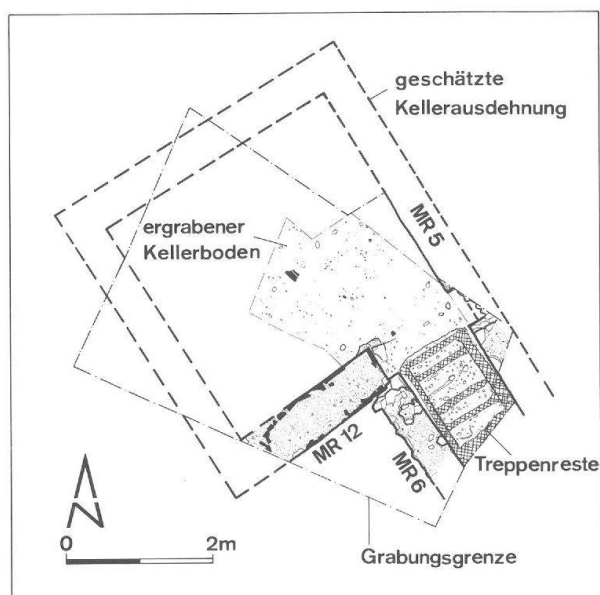 geschätzte
Kellerausdehnung
MR 5
ergrabener
Kellerboden
MR 12
MR 6
Treppenreste
N
0 2m
Grabungsgrenze